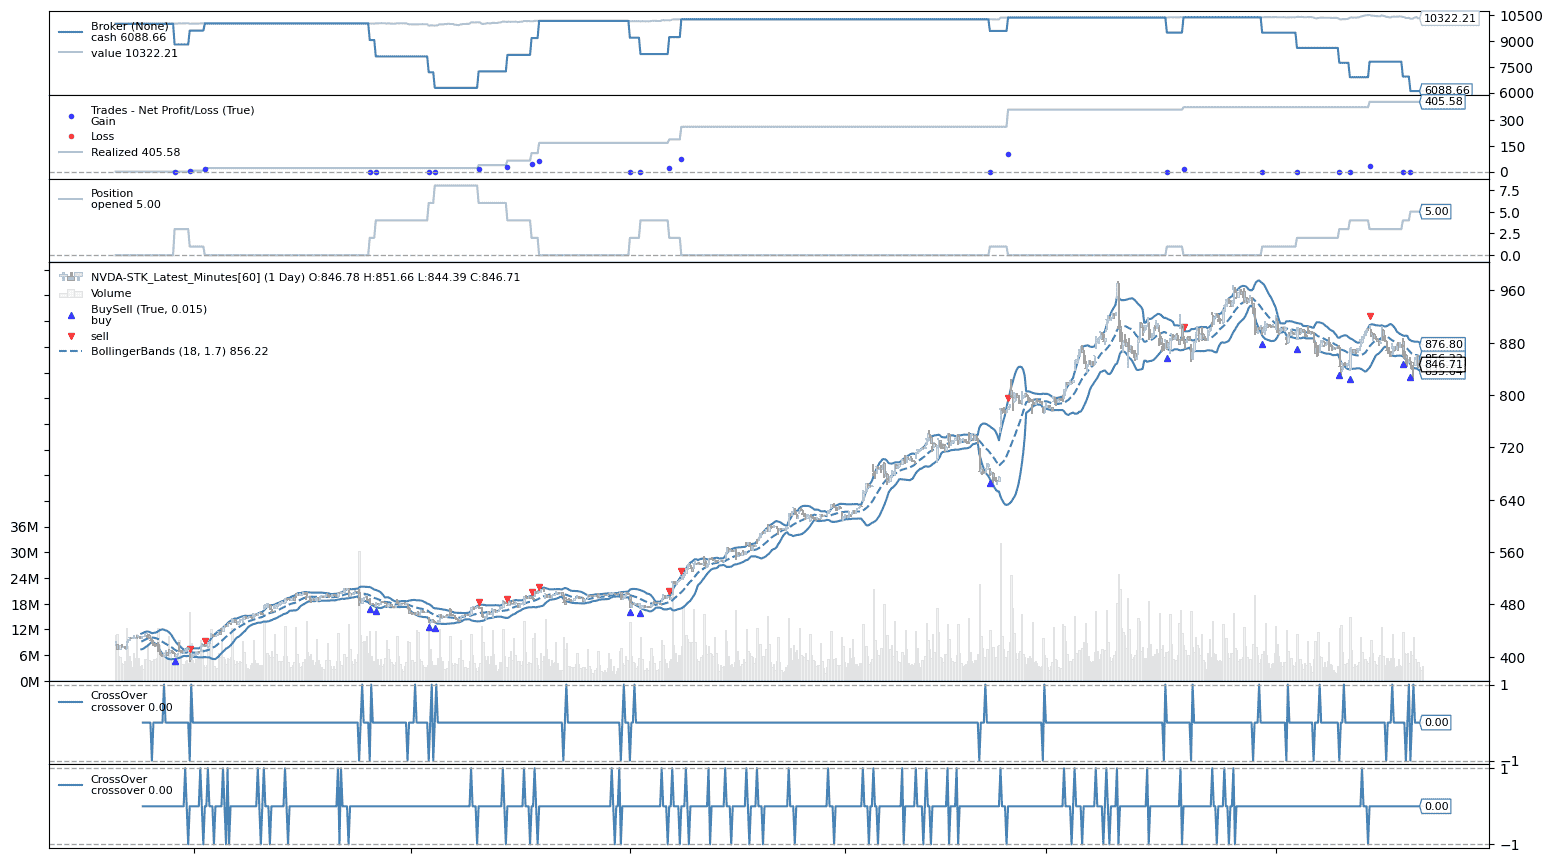 Broker (None)
cash 6088.66
value 10322.21
10500
10322.21
9000
7500
6000
6088.66
Trades - Net Profit/Loss (True)
Gain
Loss
Realized 405.58
405.58
300
150
0
Position
opened 5.00
7.5
5.0
5.00
2.5
0.0
NVDA-STK_Latest_Minutes[60] (1 Day) O:846.78 H:851.66 L:844.39 C:846.71
Volume
BuySell (True, 0.015)
buy
sell
BollingerBands (18, 1.7) 856.22
960
880
876.80
846.71
800
720
640
560
480
400
36M
30M
24M
18M
12M
6M
0M
CrossOver
crossover 0.00
1
0.00
−1
CrossOver
crossover 0.00
1
0.00
−1